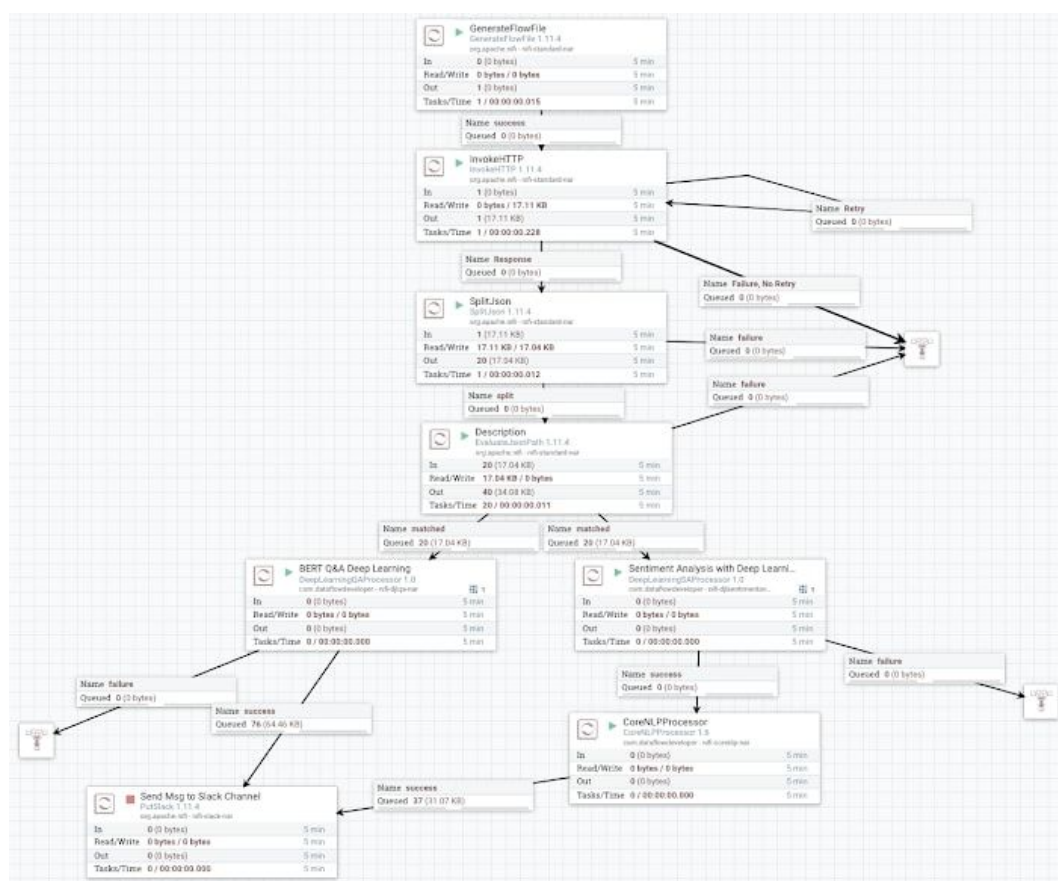 GenerateFlowFile
GenerateFlowFile 1.11.4
org.apache.nifi - nifi-standard-nar
In 0 (0 bytes) 5 min
Read/Write 0 bytes / 0 bytes 5 min
Out 1 (0 bytes) 5 min
Tasks/Time 1 / 00:00:00.015 5 min
Name success
Queued 0 (0 bytes)
InvokeHTTP
InvokeHTTP 1.11.4
org.apache.nifi - nifi-standard-nar
In 1 (0 bytes) 5 min
Read/Write 0 bytes / 17.11 KB 5 min
Out 1 (17.11 KB) 5 min
Tasks/Time 1 / 00:00:00.228 5 min
Name Retry
Queued 0 (0 bytes)
Name Response
Queued 0 (0 bytes)
Name Failure, No Retry
Queued 0 (0 bytes)
SplitJson
SplitJson 1.11.4
org.apache.nifi - nifi-standard-nar
In 1 (17.11 KB) 5 min
Read/Write 17.11 KB / 17.04 KB 5 min
Out 20 (17.04 KB) 5 min
Tasks/Time 1 / 00:00:00.012 5 min
Name failure
Queued 0 (0 bytes)
Name failure
Queued 0 (0 bytes)
Name split
Queued 0 (0 bytes)
Description
EvaluateJsonPath 1.11.4
org.apache.nifi - nifi-standard-nar
In 20 (17.04 KB) 5 min
Read/Write 17.04 KB / 0 bytes 5 min
Out 40 (34.08 KB) 5 min
Tasks/Time 20 / 00:00:00.011 5 min
Name matched
Queued 20 (17.04 KB)
Name matched
Queued 20 (17.04 KB)
BERT Q&A Deep Learning
DeepLearningQAProcessor 1.0
com.dataflowdeveloper - nifi-djlqa-nar
1
In 0 (0 bytes) 5 min
Read/Write 0 bytes / 0 bytes 5 min
Out 0 (0 bytes) 5 min
Tasks/Time 0 / 00:00:00.000 5 min
Sentiment Analysis with Deep Learni...
DeepLearningSAProcessor 1.0
com.dataflowdeveloper - nifi-djlsentimentan...
1
In 0 (0 bytes) 5 min
Read/Write 0 bytes / 0 bytes 5 min
Out 0 (0 bytes) 5 min
Tasks/Time 0 / 00:00:00.000 5 min
Name failure
Queued 0 (0 bytes)
Name success
Queued 0 (0 bytes)
Name failure
Queued 0 (0 bytes)
Name success
Queued 76 (64.46 KB)
CoreNLPProcessor
CoreNLPProcessor
com.dataflowdeveloper - nifi-corenlp-nar
In 0 (0 bytes) 5 min
Read/Write 0 bytes / 0 bytes 5 min
Out 0 (0 bytes) 5 min
Tasks/Time 0 / 00:00:00.000 5 min
Name success
Queued 37 (31.07 KB)
Send Msg to Slack Channel
PutSlack 1.11.4
org.apache.nifi - nifi-slack-nar
In 0 (0 bytes) 5 min
Read/Write 0 bytes / 0 bytes 5 min
Out 0 (0 bytes) 5 min
Tasks/Time 0 / 00:00:00.000 5 min